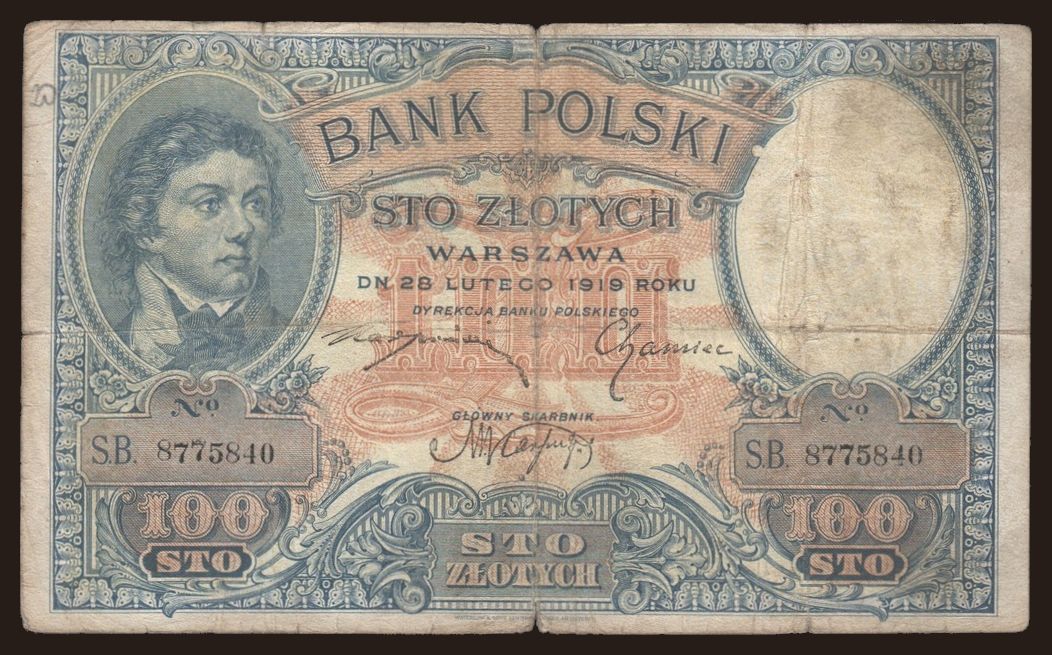 BANK POLSKI
STO ZŁOTYCH
WARSZAWA
DN 28 LUTEGO 1919 ROKU
DYREKCJA BANKU POLSKIEGO
Chamiec
GŁÓWNY SKARBNIK.
No
No
S.B. 8775840
S.B. 8775840
100
100
STO
STO
STO
ZŁOTYCH